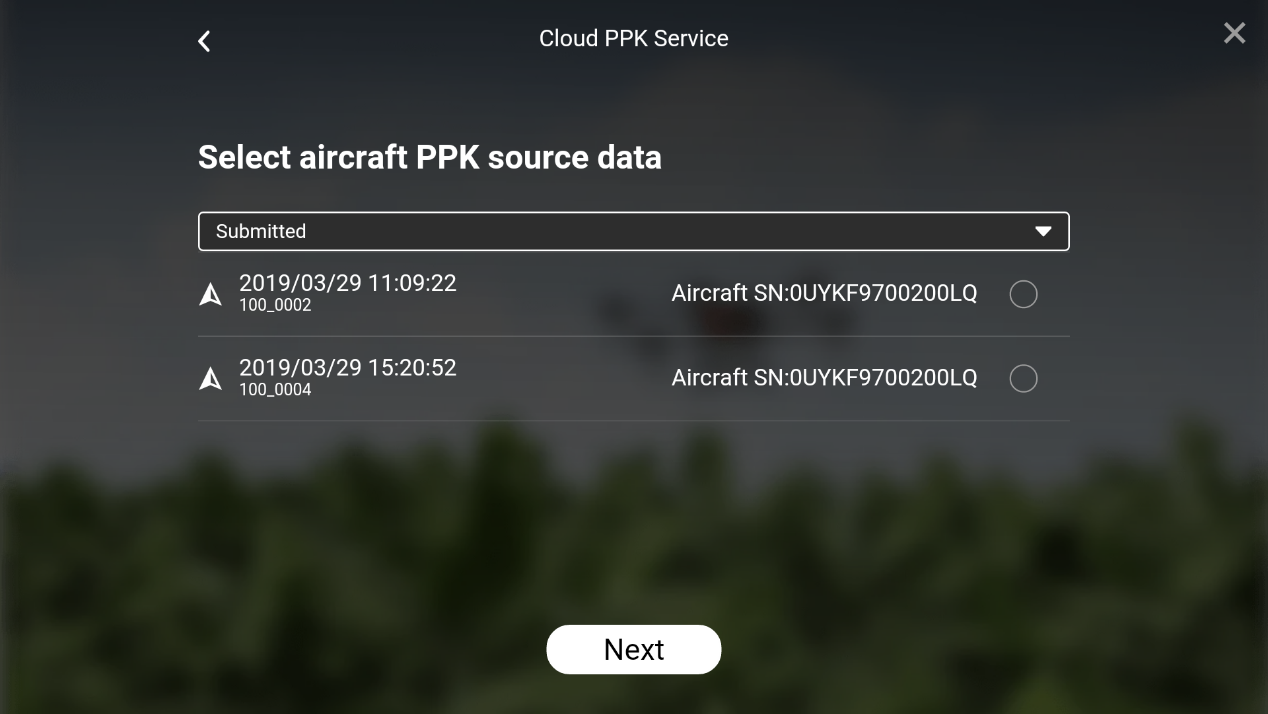 Cloud PPK Service
Select aircraft PPK source data
Submitted
2019/03/29 11:09:22
100_0002
Aircraft SN:0UYKF9700200LQ
2019/03/29 15:20:52
100_0004
Aircraft SN:0UYKF9700200LQ
Next